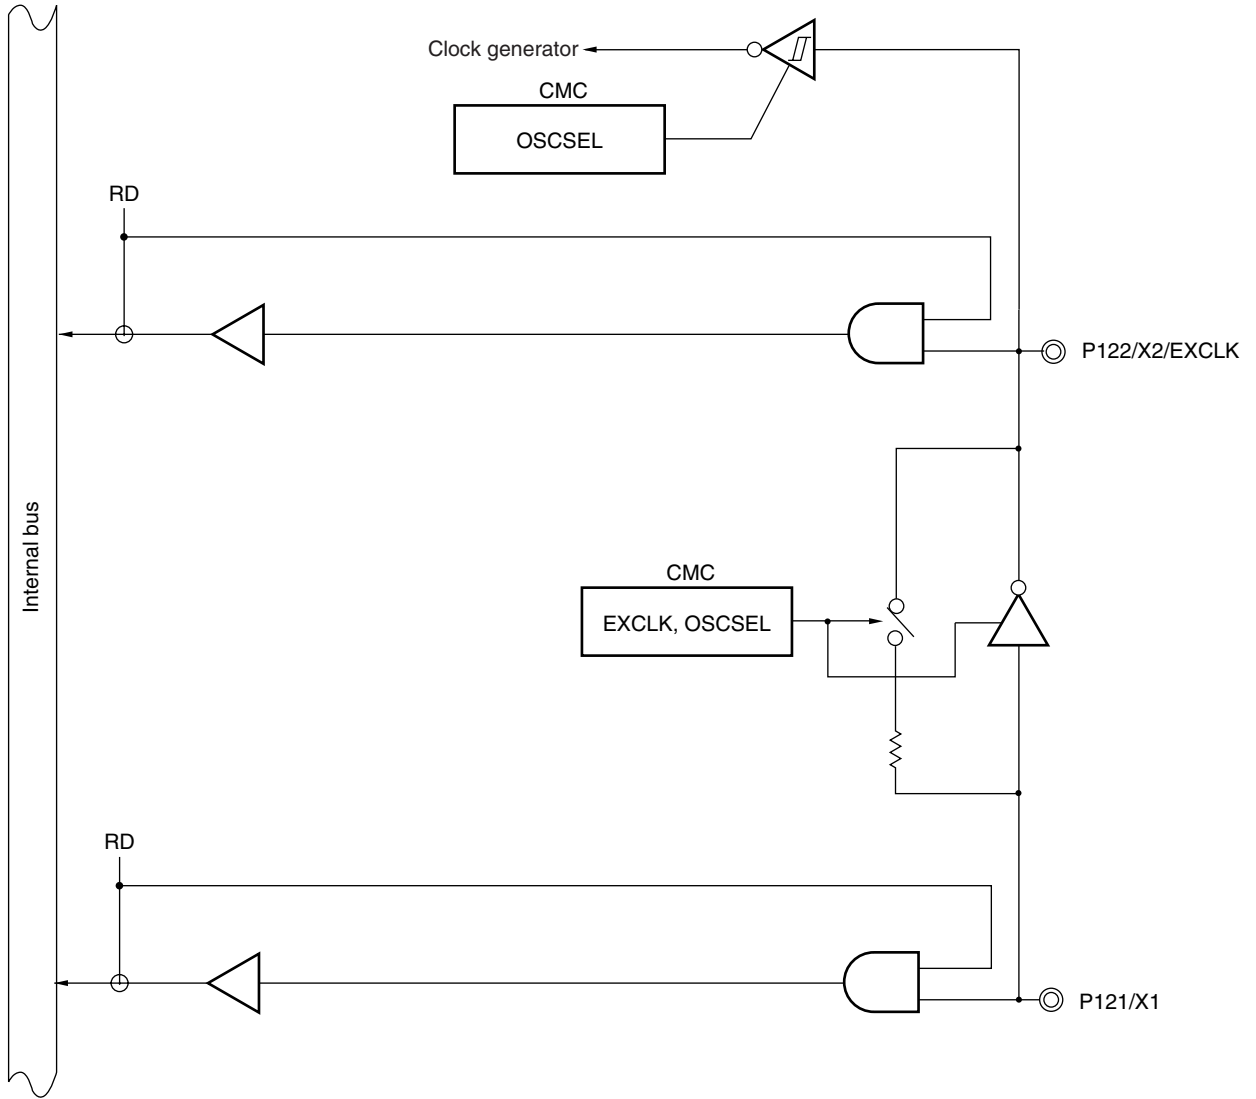 Clock generator
CMC
OSCSEL
RD
P122/X2/EXCLK
Internal bus
CMC
EXCLK, OSCSEL
RD
P121/X1